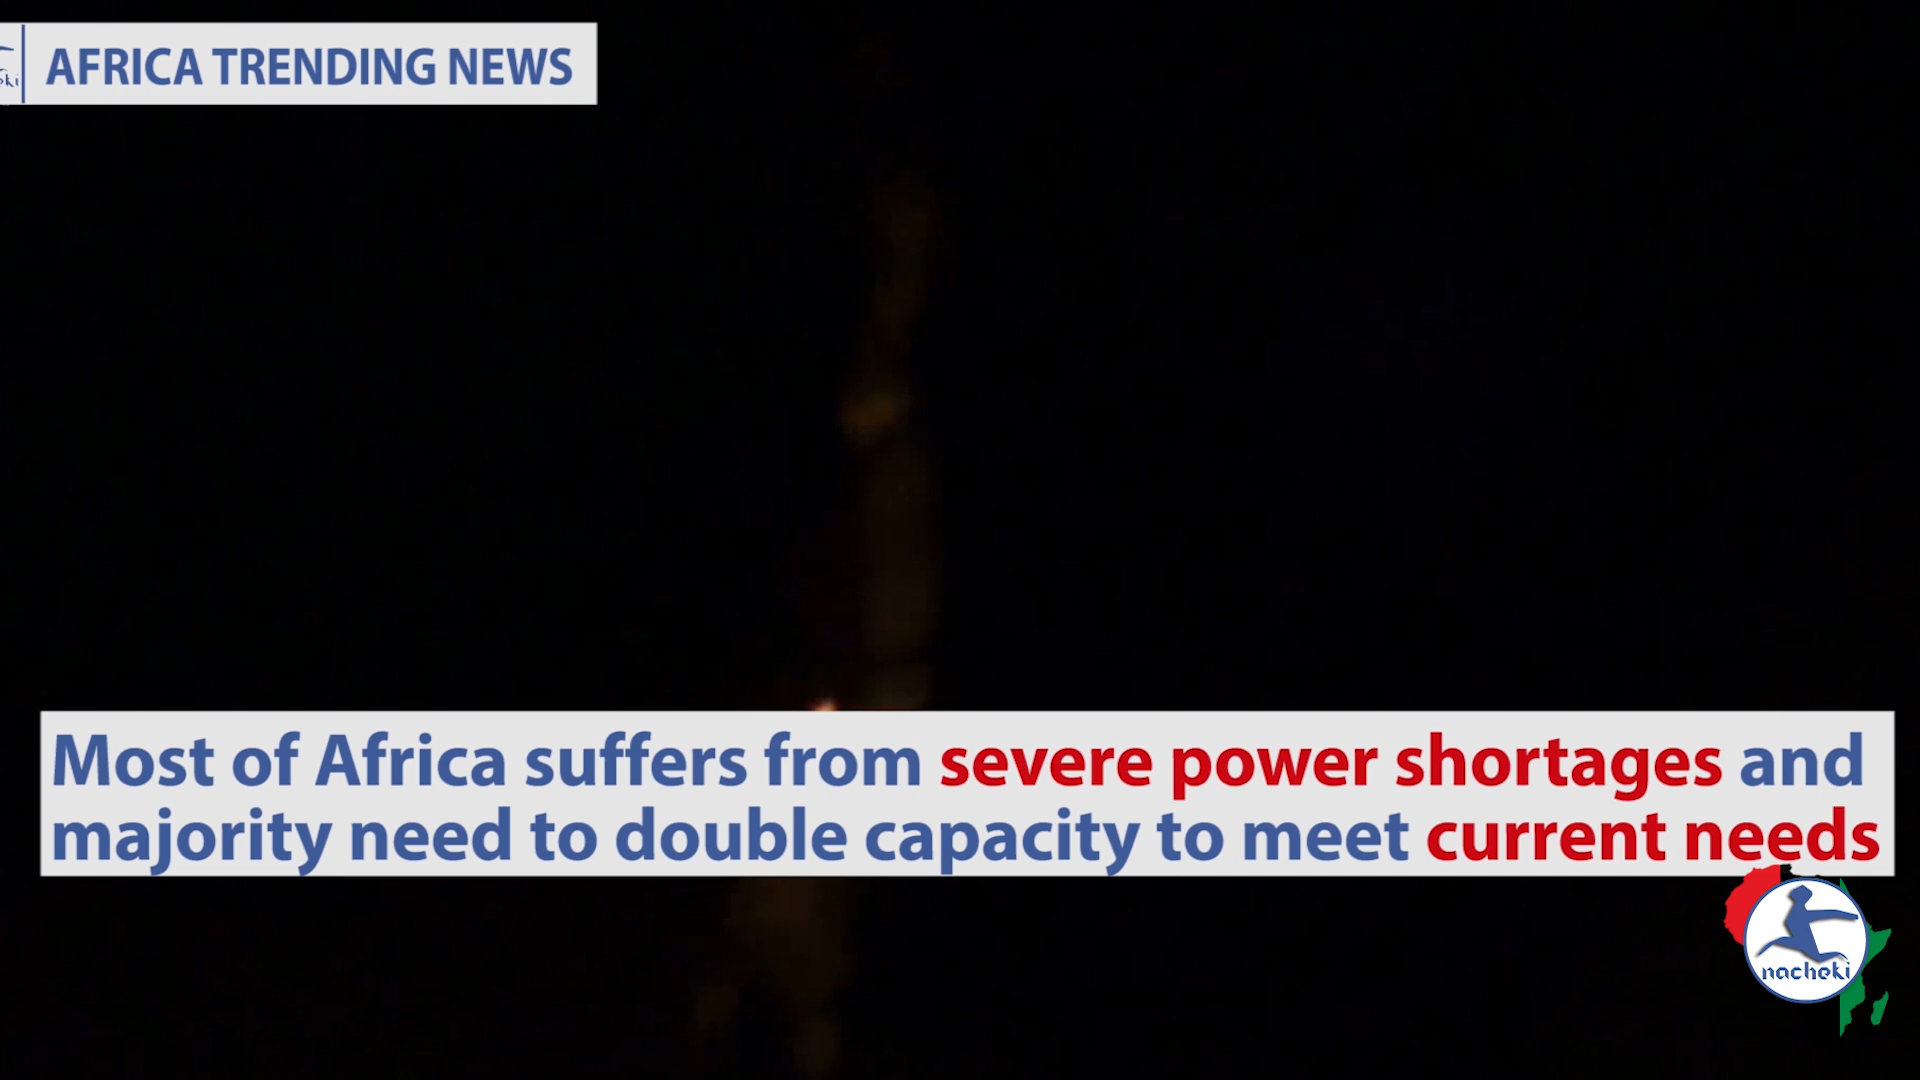 AFRICA TRENDING NEWS
Most of Africa suffers from severe power shortages and
majority need to double capacity to meet current needs
nacheki